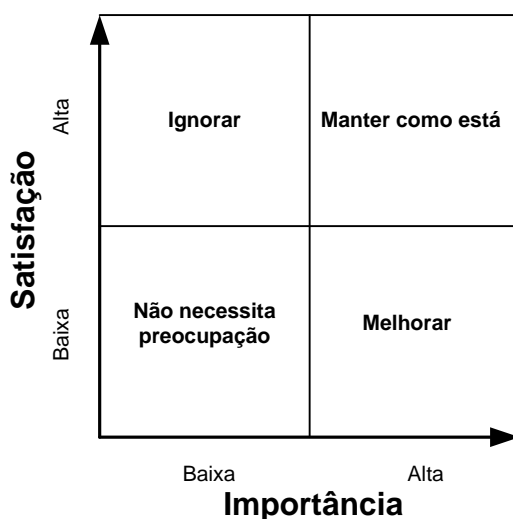 Satisfação
Alta
Baixa
Ignorar
Manter como está
Não necessita
preocupação
Melhorar
Baixa
Alta
Importância